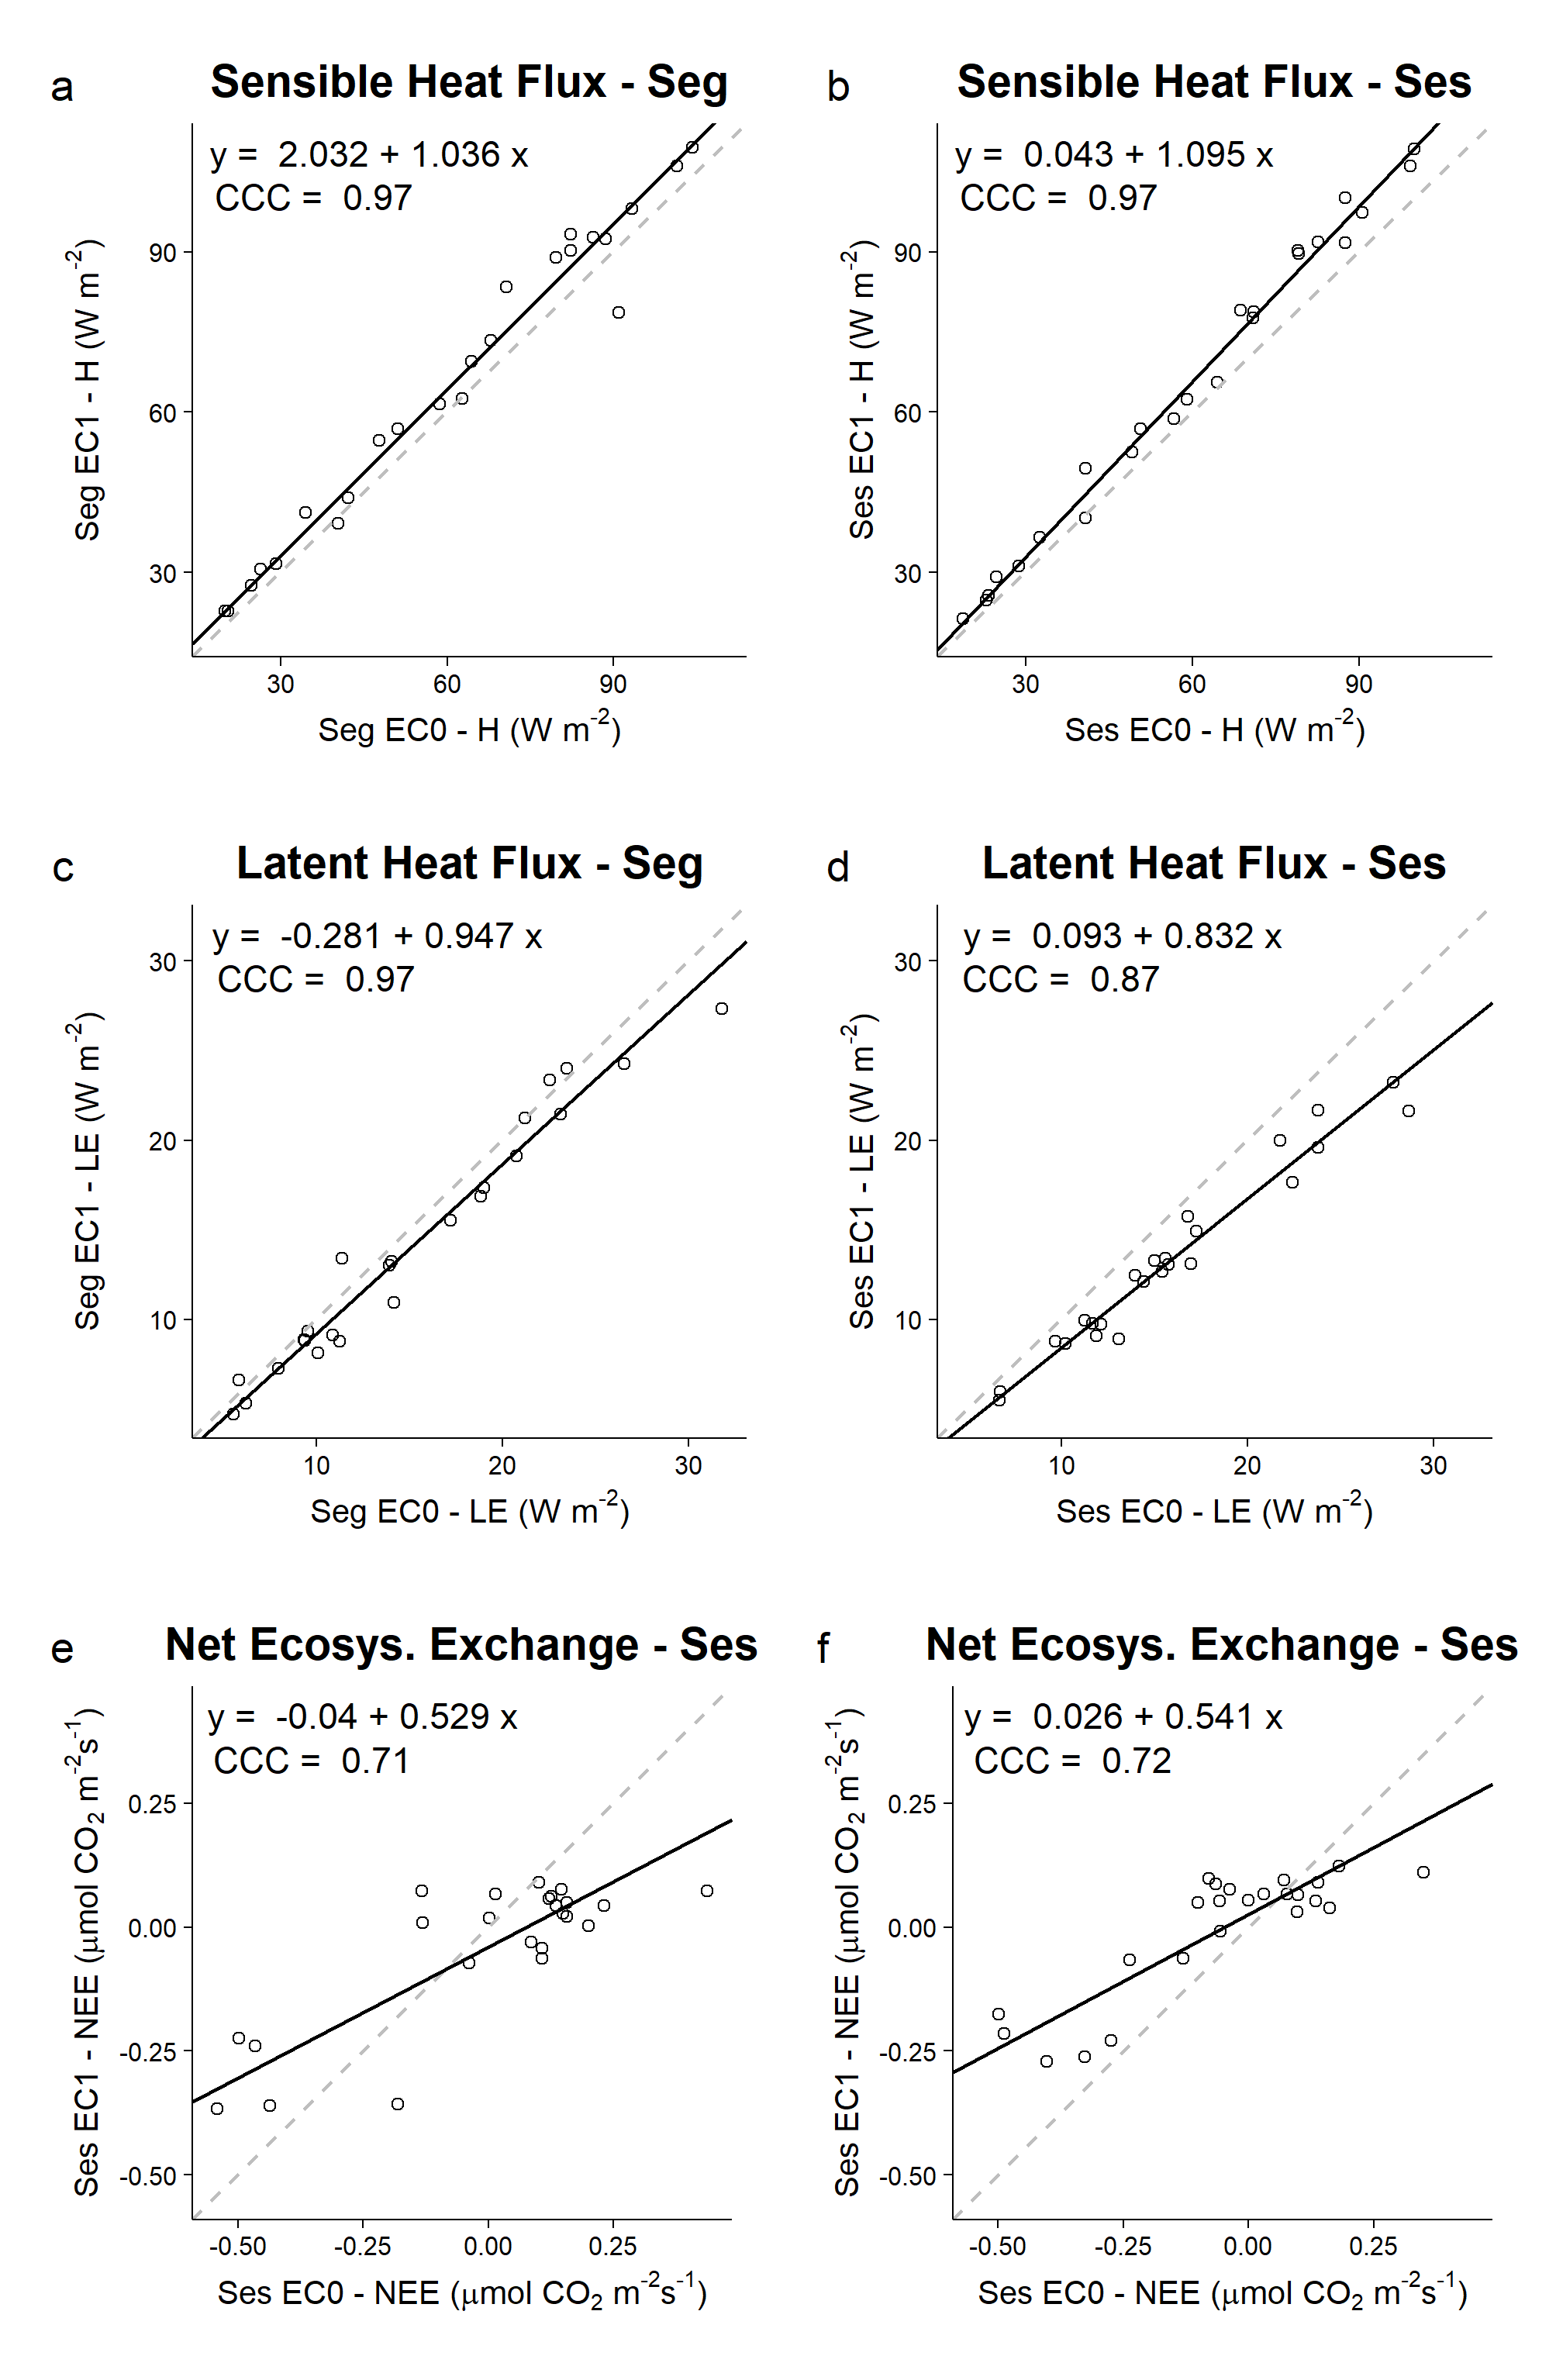 a
Sensible Heat Flux - Seg
y =  2.032 + 1.036 x
CCC =  0.97
90
60
30
Seg EC1 - H (W m-2)
30 60 90
Seg EC0 - H (W m-2)
b
Sensible Heat Flux - Ses
y =  0.043 + 1.095 x
CCC =  0.97
90
60
30
Ses EC1 - H (W m-2)
30 60 90
Ses EC0 - H (W m-2)
c
Latent Heat Flux - Seg
y =  -0.281 + 0.947 x
CCC =  0.97
30
20
10
Seg EC1 - LE (W m-2)
10 20 30
Seg EC0 - LE (W m-2)
d
Latent Heat Flux - Ses
y =  0.093 + 0.832 x
CCC =  0.87
30
20
10
Ses EC1 - LE (W m-2)
10 20 30
Ses EC0 - LE (W m-2)
e
Net Ecosys. Exchange - Ses
y =  -0.04 + 0.529 x
CCC =  0.71
0.25
0.00
-0.25
-0.50
Ses EC1 - NEE (μmol CO2 m-2s-1)
-0.50 -0.25 0.00 0.25
Ses EC0 - NEE (μmol CO2 m-2s-1)
f
Net Ecosys. Exchange - Ses
y =  0.026 + 0.541 x
CCC =  0.72
0.25
0.00
-0.25
-0.50
Ses EC1 - NEE (μmol CO2 m-2s-1)
-0.50 -0.25 0.00 0.25
Ses EC0 - NEE (μmol CO2 m-2s-1)